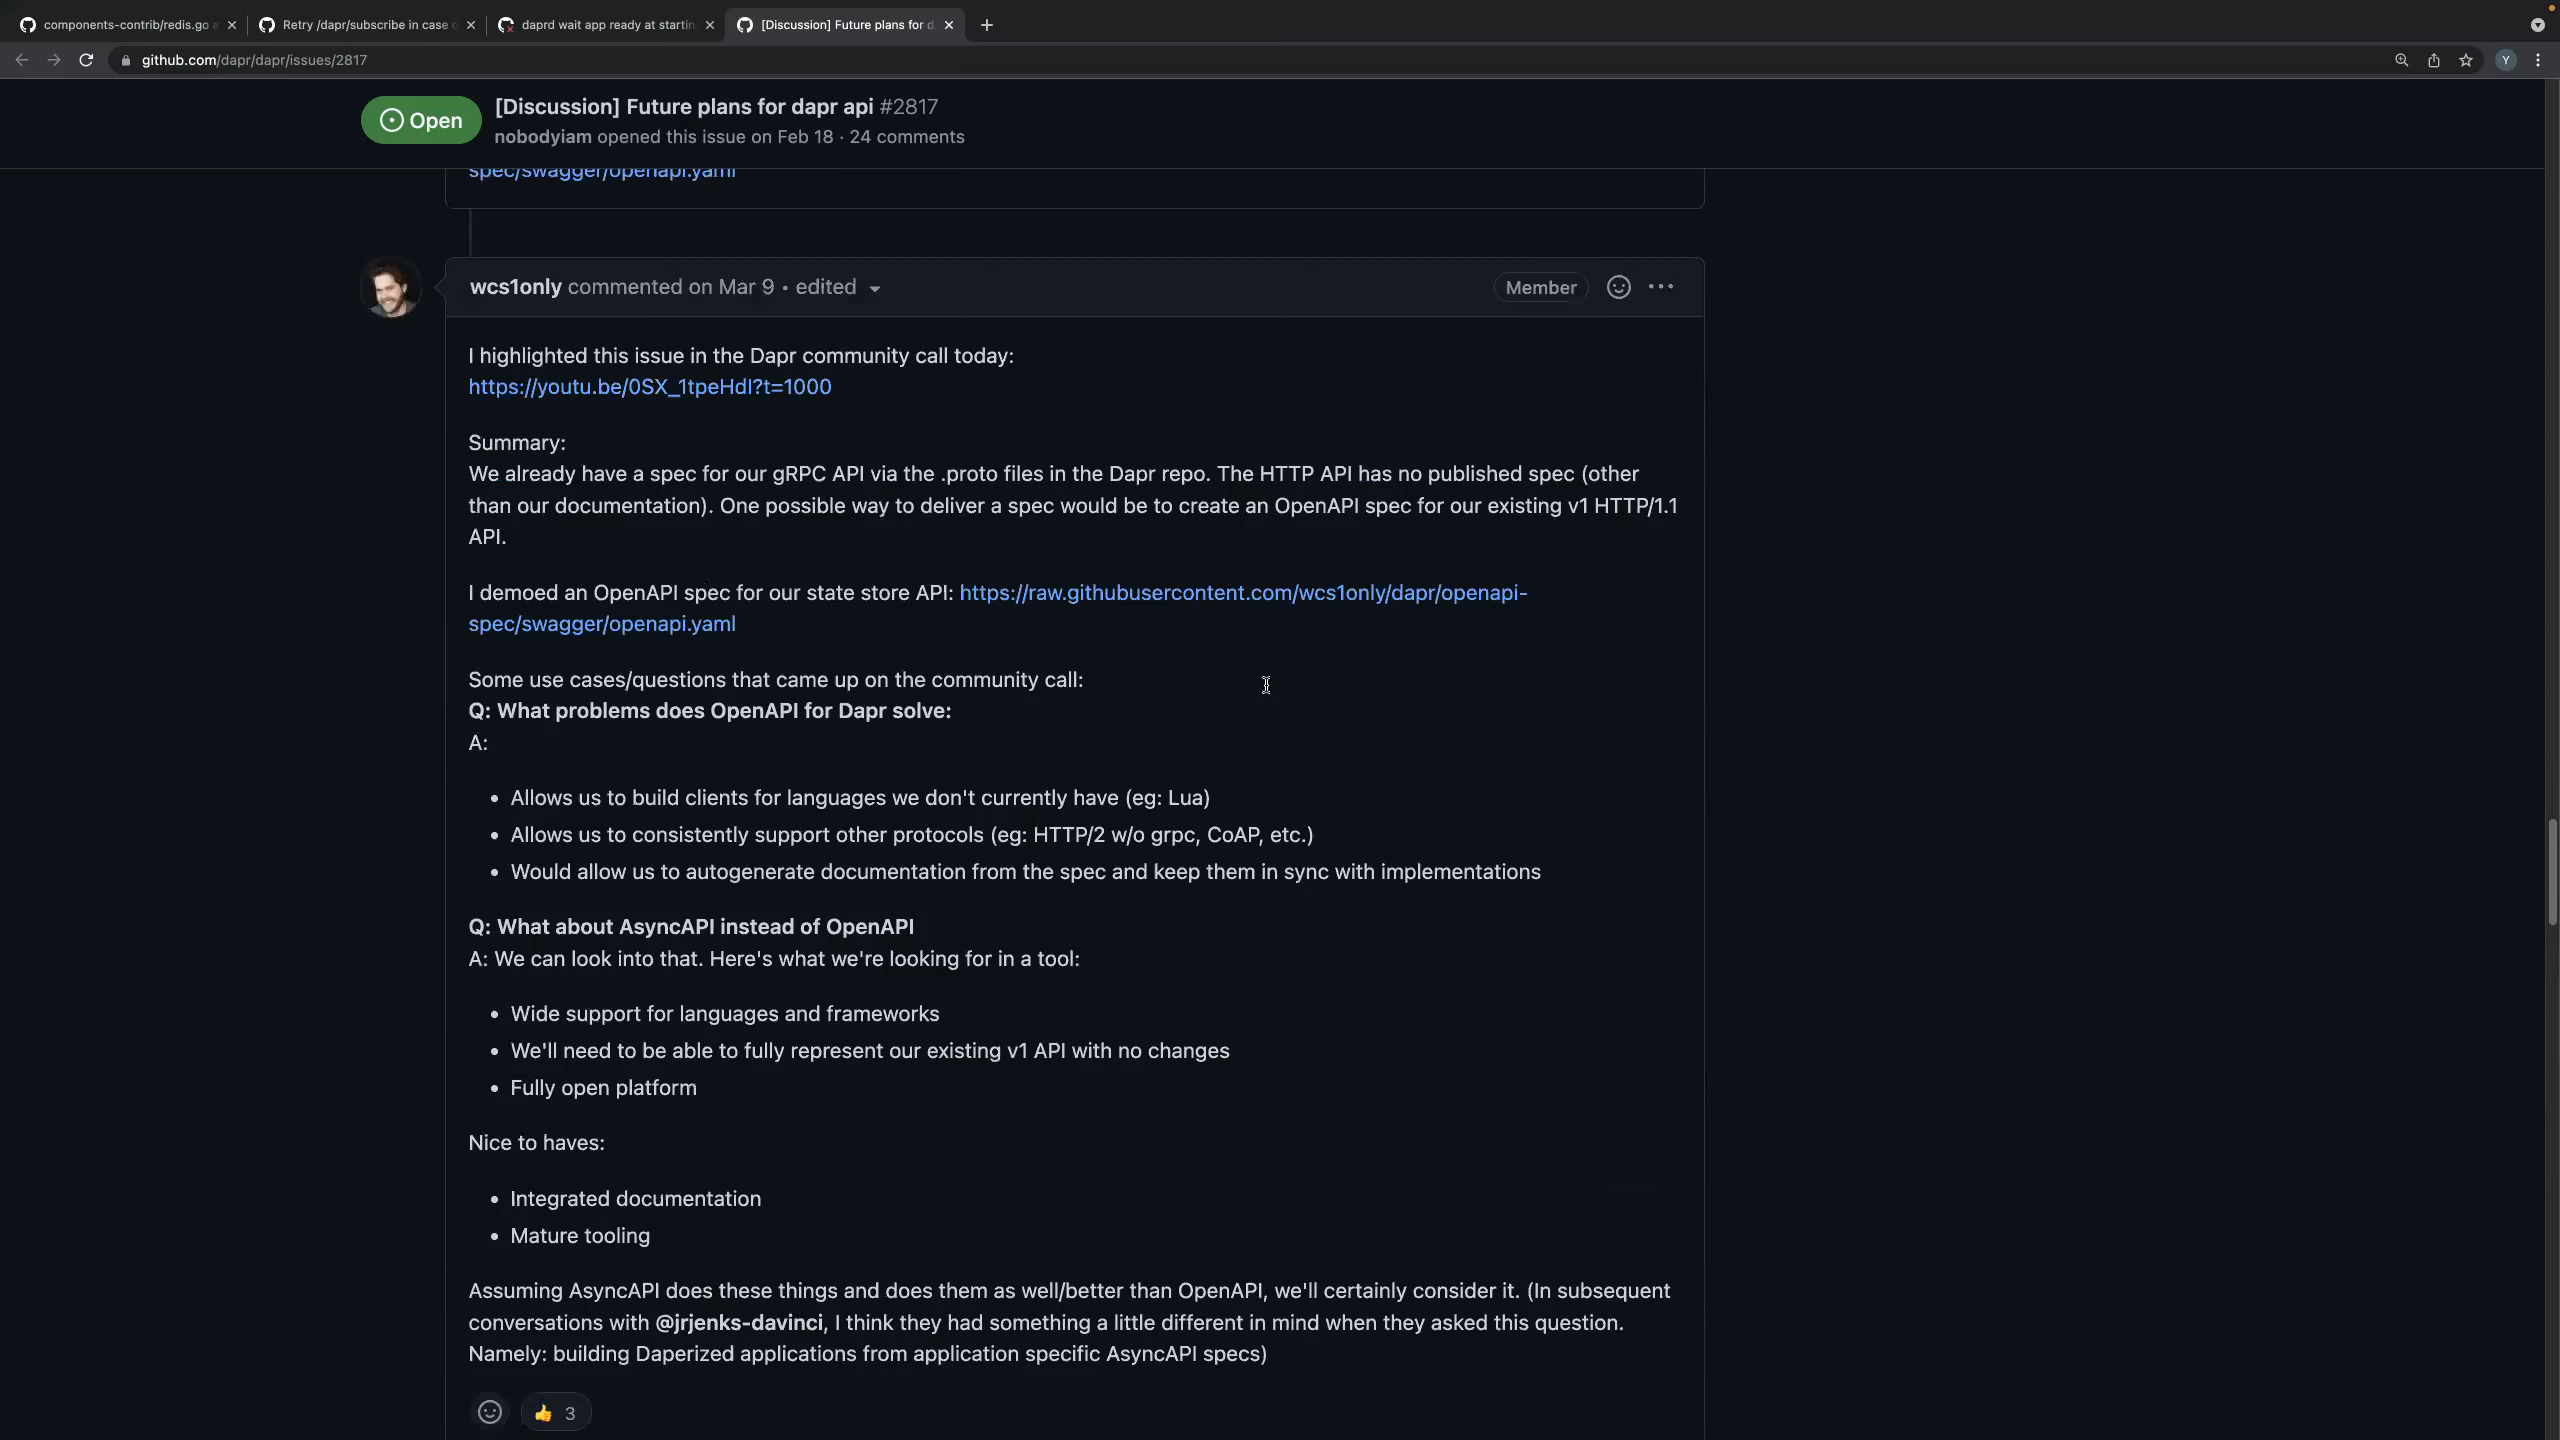 components-contrib/redis.go a
Retry /dapr/subscribe in case o
daprd wait app ready at startin
[Discussion] Future plans for d
github.com/dapr/dapr/issues/2817
Y
Open
[Discussion] Future plans for dapr api #2817
nobodyiam opened this issue on Feb 18 · 24 comments
spec/swagger/openapi.yaml
wcs1only commented on Mar 9 • edited
Member
I highlighted this issue in the Dapr community call today:
https://youtu.be/0SX_1tpeHdI?t=1000
Summary:
We already have a spec for our gRPC API via the .proto files in the Dapr repo. The HTTP API has no published spec (other
than our documentation). One possible way to deliver a spec would be to create an OpenAPI spec for our existing v1 HTTP/1.1
API.
I demoed an OpenAPI spec for our state store API: https://raw.githubusercontent.com/wcs1only/dapr/openapi-
spec/swagger/openapi.yaml
Some use cases/questions that came up on the community call:
Q: What problems does OpenAPI for Dapr solve:
A:
• Allows us to build clients for languages we don't currently have (eg: Lua)
• Allows us to consistently support other protocols (eg: HTTP/2 w/o grpc, CoAP, etc.)
• Would allow us to autogenerate documentation from the spec and keep them in sync with implementations
Q: What about AsyncAPI instead of OpenAPI
A: We can look into that. Here's what we're looking for in a tool:
• Wide support for languages and frameworks
• We'll need to be able to fully represent our existing v1 API with no changes
• Fully open platform
Nice to haves:
• Integrated documentation
• Mature tooling
Assuming AsyncAPI does these things and does them as well/better than OpenAPI, we'll certainly consider it. (In subsequent
conversations with @jrjenks-davinci, I think they had something a little different in mind when they asked this question.
Namely: building Daperized applications from application specific AsyncAPI specs)
👍 3